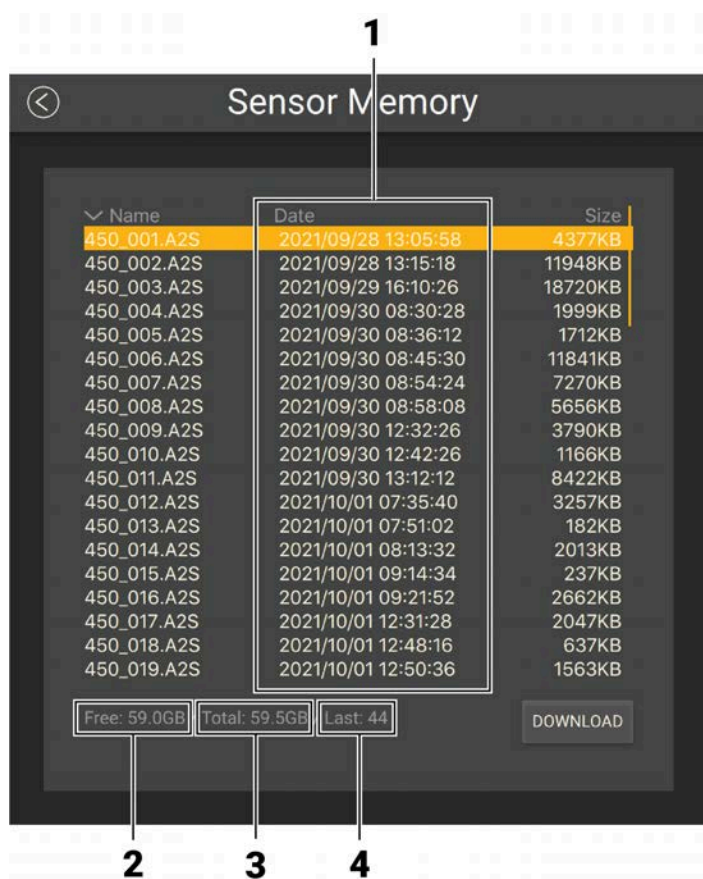 1
Sensor Memory
Name Date Size
450_001.A2S 2021/09/28 13:05:58 4377KB
450_002.A2S 2021/09/28 13:15:18 11948KB
450_003.A2S 2021/09/29 16:10:26 18720KB
450_004.A2S 2021/09/30 08:30:28 1999KB
450_005.A2S 2021/09/30 08:36:12 1712KB
450_006.A2S 2021/09/30 08:45:30 11841KB
450_007.A2S 2021/09/30 08:54:24 7270KB
450_008.A2S 2021/09/30 08:58:08 5656KB
450_009.A2S 2021/09/30 12:32:26 3790KB
450_010.A2S 2021/09/30 12:42:26 1166KB
450_011.A2S 2021/09/30 13:12:12 8422KB
450_012.A2S 2021/10/01 07:35:40 3257KB
450_013.A2S 2021/10/01 07:51:02 182KB
450_014.A2S 2021/10/01 08:13:32 2013KB
450_015.A2S 2021/10/01 09:14:34 237KB
450_016.A2S 2021/10/01 09:21:52 2662KB
450_017.A2S 2021/10/01 12:31:28 2047KB
450_018.A2S 2021/10/01 12:48:16 637KB
450_019.A2S 2021/10/01 12:50:36 1563KB
Free: 59.0GB / Total: 59.5GB / Last: 44 DOWNLOAD
2 3 4